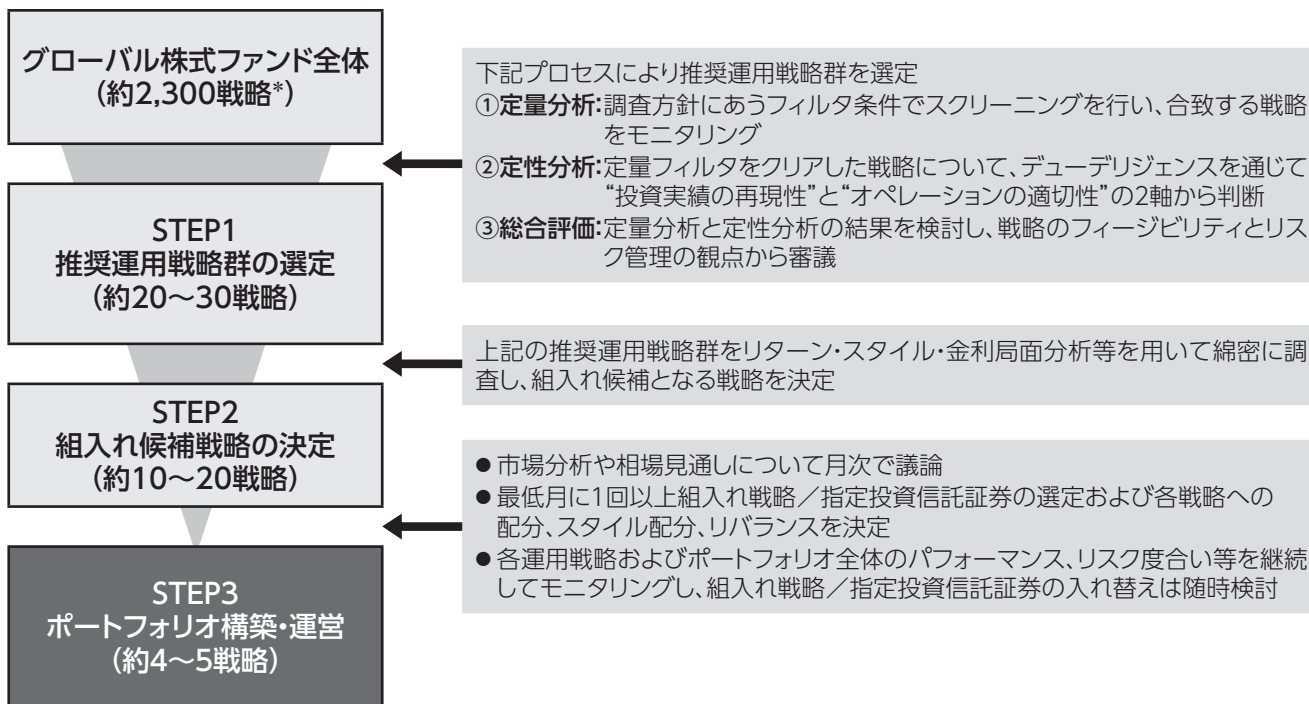 グローバル株式ファンド全体
(約2,300戦略*)
下記プロセスにより推奨運用戦略群を選定
①定量分析:調査方針にあうフィルタ条件でスクリーニングを行い、合致する戦略
をモニタリング
②定性分析:定量フィルタをクリアした戦略について、デューデリジェンスを通じて
“投資実績の再現性”と“オペレーションの適切性”の2軸から判断
③総合評価:定量分析と定性分析の結果を検討し、戦略のフィージビリティとリス
ク管理の観点から審議
STEP1
推奨運用戦略群の選定
(約20〜30戦略)
上記の推奨運用戦略群をリターン・スタイル・金利局面分析等を用いて綿密に調
査し、組入れ候補となる戦略を決定
STEP2
組入れ候補戦略の決定
(約10〜20戦略)
●市場分析や相場見通しについて月次で議論
●最低月に1回以上組入れ戦略／指定投資信託証券の選定および各戦略への
配分、スタイル配分、リバランスを決定
●各運用戦略およびポートフォリオ全体のパフォーマンス、リスク度合い等を継続
してモニタリングし、組入れ戦略／指定投資信託証券の入れ替えは随時検討
STEP3
ポートフォリオ構築・運営
(約4〜5戦略)